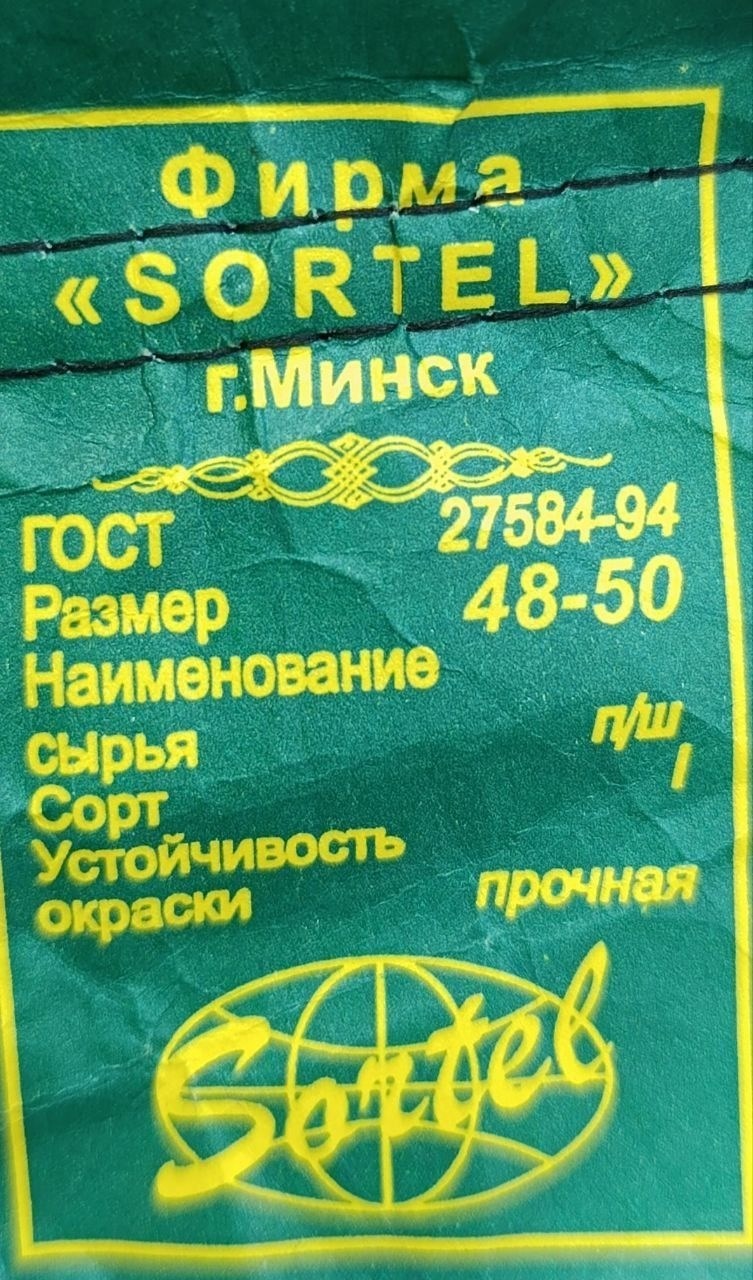 Фирма
«SORTEL»
г.Минск
ГОСТ 27584-94
Размер 48-50
Наименование
сырья п/ш
Сорт I
Устойчивость
окраски прочная
Sortel